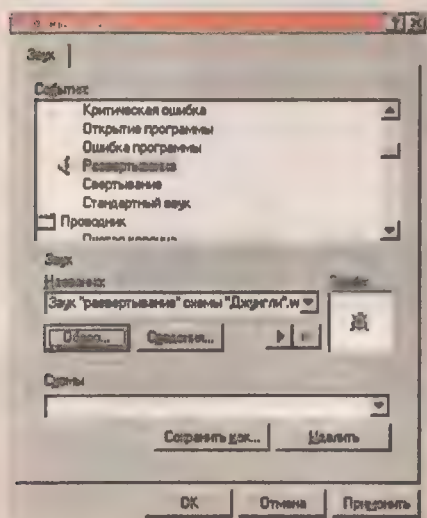 Звук
События:
Критическая ошибка
Открытие программы
Ошибка программы
Развертывание
Свертывание
Стандартный звук
Проводник
Звук
Название:
Звук "развертывание" схемы "Джунгли".w
Обзор... Сведения...
Схемы
Сохранить как... Удалить
ОК Отмена Применить